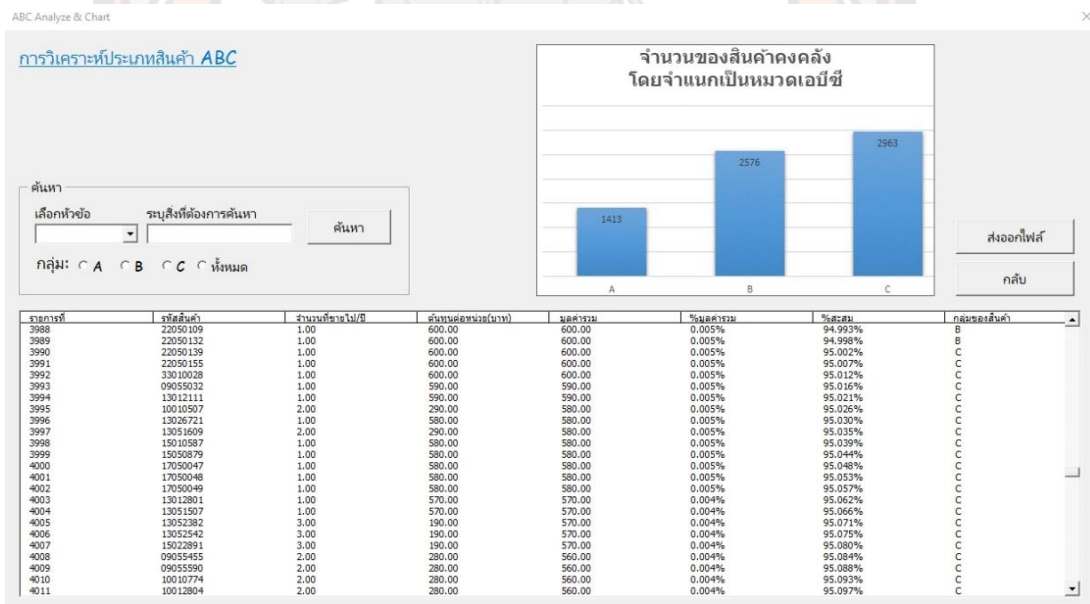 ABC Analyze & Chart
การวิเคราะห์ประเภทสินค้า ABC
จำนวนของสินค้าคงคลัง
โดยจำแนกเป็นหมวดเอบีซี
2963
2576
1413
A B C
ค้นหา
เลือกหัวข้อ ระบุสิ่งที่ต้องการค้นหา
ค้นหา
กลุ่ม: A B C ทั้งหมด
ส่งออกไฟล์
กลับ
รายการที่ รหัสสินค้า จำนวนที่ขายไป/ปี ต้นทุนต่อหน่วย(บาท) มูลค่ารวม %มูลค่ารวม %สะสม กลุ่มของสินค้า
3988 22050109 1.00 600.00 600.00 0.005% 94.993% B
3989 22050132 1.00 600.00 600.00 0.005% 94.998% B
3990 22050139 1.00 600.00 600.00 0.005% 95.002% C
3991 22050155 1.00 600.00 600.00 0.005% 95.007% C
3992 33010028 1.00 600.00 600.00 0.005% 95.012% C
3993 09055032 1.00 590.00 590.00 0.005% 95.016% C
3994 13012111 1.00 590.00 590.00 0.005% 95.021% C
3995 10010507 2.00 290.00 580.00 0.005% 95.026% C
3996 13026721 1.00 580.00 580.00 0.005% 95.030% C
3997 13051609 2.00 290.00 580.00 0.005% 95.035% C
3998 15010587 1.00 580.00 580.00 0.005% 95.039% C
3999 15050879 1.00 580.00 580.00 0.005% 95.044% C
4000 17050047 1.00 580.00 580.00 0.005% 95.048% C
4001 17050048 1.00 580.00 580.00 0.005% 95.053% C
4002 17050049 1.00 580.00 580.00 0.005% 95.057% C
4003 13012801 1.00 570.00 570.00 0.004% 95.062% C
4004 13051507 1.00 570.00 570.00 0.004% 95.066% C
4005 13052382 3.00 190.00 570.00 0.004% 95.071% C
4006 13052542 3.00 190.00 570.00 0.004% 95.075% C
4007 15022891 3.00 190.00 570.00 0.004% 95.080% C
4008 09055455 2.00 280.00 560.00 0.004% 95.084% C
4009 09055590 2.00 280.00 560.00 0.004% 95.088% C
4010 10010774 2.00 280.00 560.00 0.004% 95.093% C
4011 10012804 2.00 280.00 560.00 0.004% 95.097% C